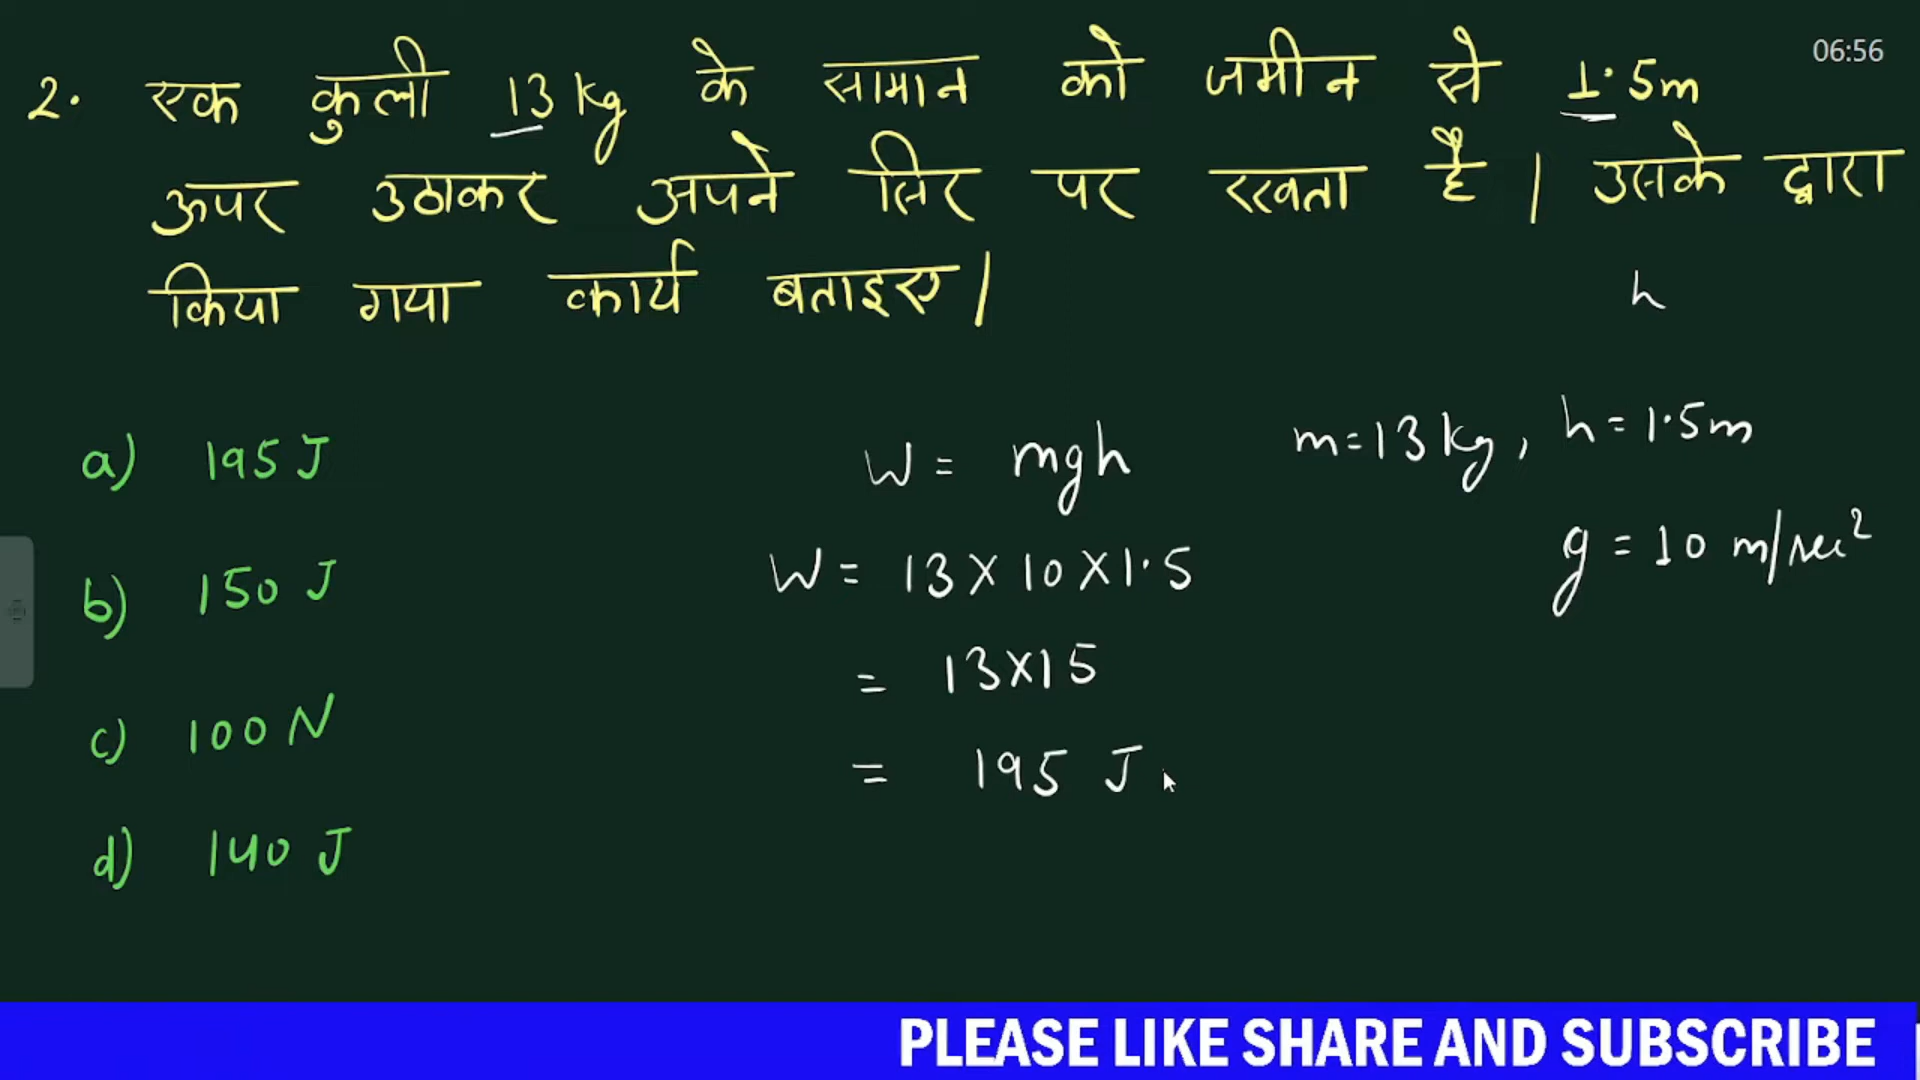 06:56
2. एक कुली 13 kg के सामान को जमीन से 1.5m
ऊपर उठाकर अपने सिर पर रखता है। उसके द्वारा
किया गया कार्य बताइए।
h
a) 195 J
b) 150 J
c) 100 N
d) 140 J
W = mgh
W = 13 X 10 X 1.5
= 13X15
= 195 J
m=13 kg, h = 1.5m
g = 10 m/sec²
PLEASE LIKE SHARE AND SUBSCRIBE